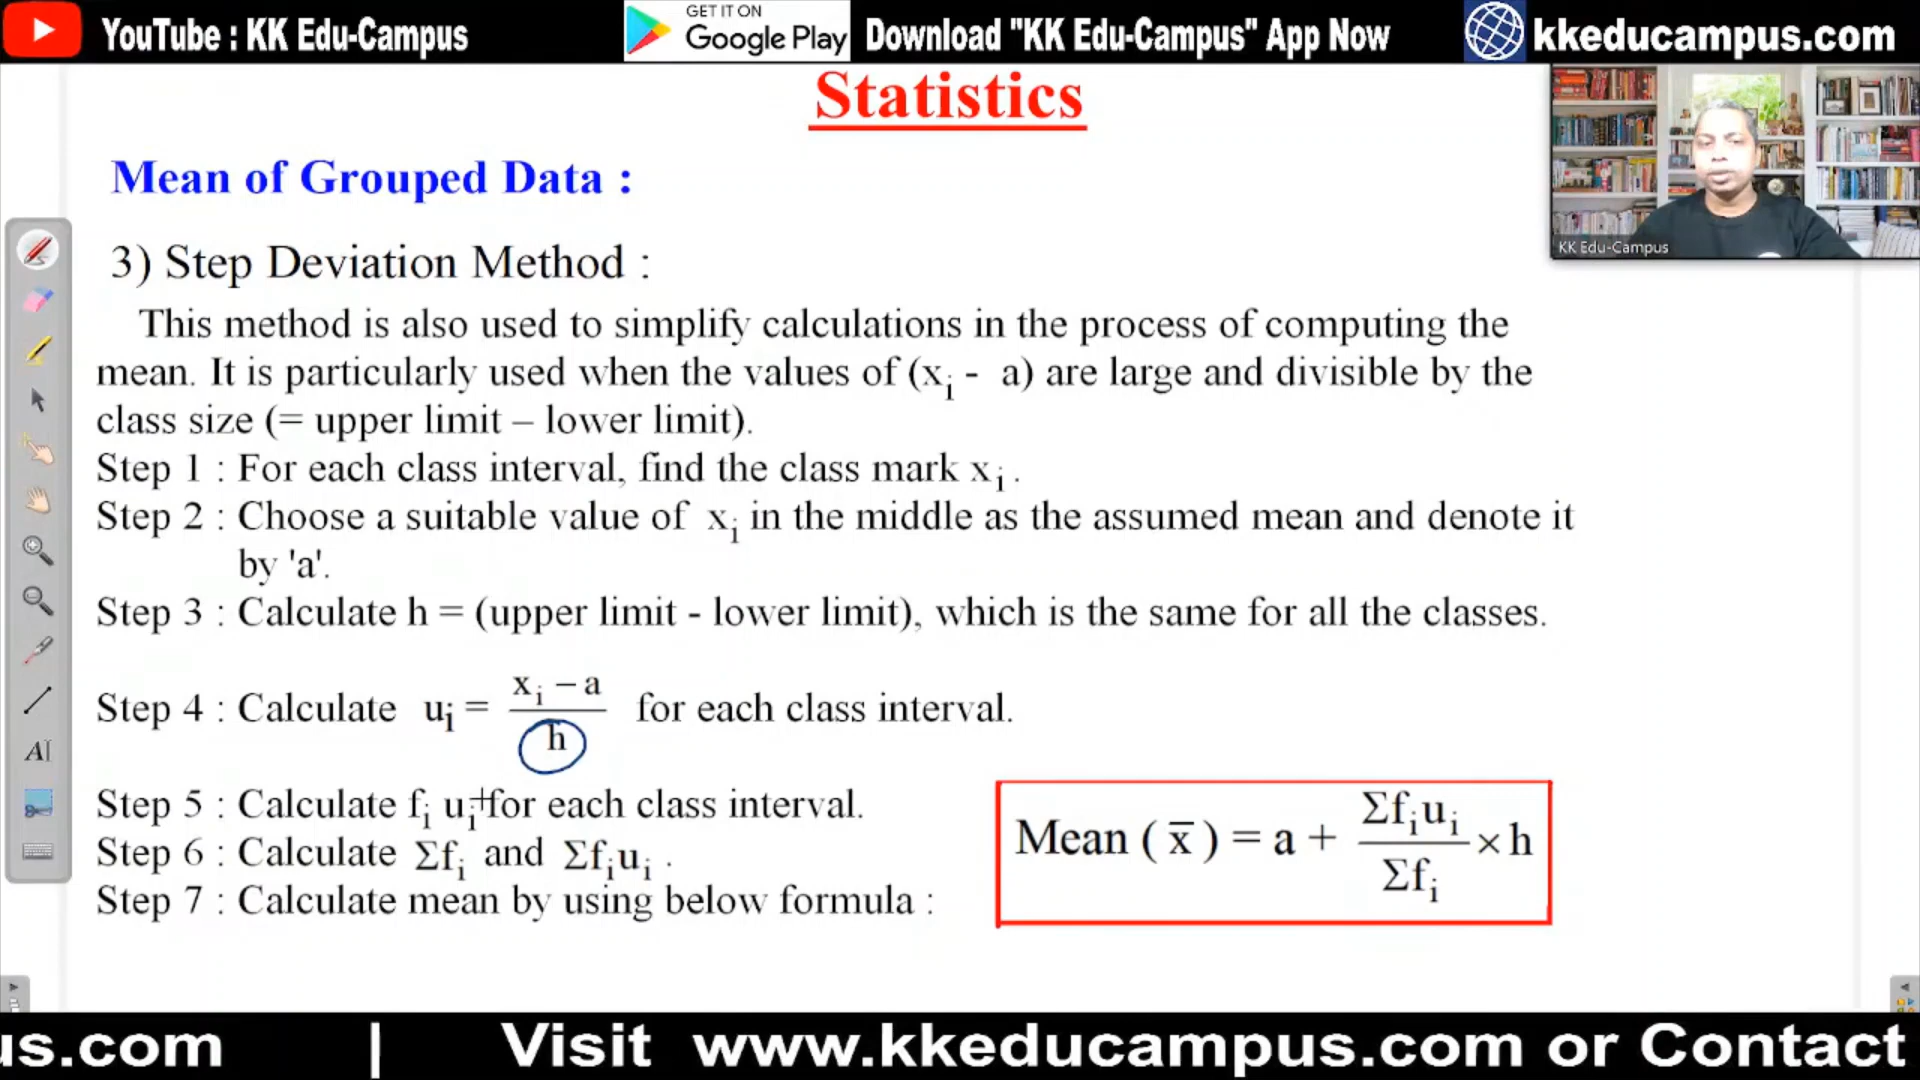 YouTube : KK Edu-Campus
GET IT ON
Google Play
Download "KK Edu-Campus" App Now
kkeducampus.com
Statistics
KK Edu-Campus
Mean of Grouped Data :
3) Step Deviation Method :
This method is also used to simplify calculations in the process of computing the
mean. It is particularly used when the values of (xᵢ - a) are large and divisible by the
class size (= upper limit – lower limit).
Step 1 : For each class interval, find the class mark xᵢ .
Step 2 : Choose a suitable value of xᵢ in the middle as the assumed mean and denote it
by 'a'.
Step 3 : Calculate h = (upper limit - lower limit), which is the same for all the classes.
Step 4 : Calculate uᵢ = (xᵢ – a) / h for each class interval.
Step 5 : Calculate fᵢ uᵢ for each class interval.
Step 6 : Calculate Σfᵢ and Σfᵢuᵢ .
Step 7 : Calculate mean by using below formula :
Mean ( x̄ ) = a + Σfᵢuᵢ / Σfᵢ × h
AI
us.com | Visit www.kkeducampus.com or Contact